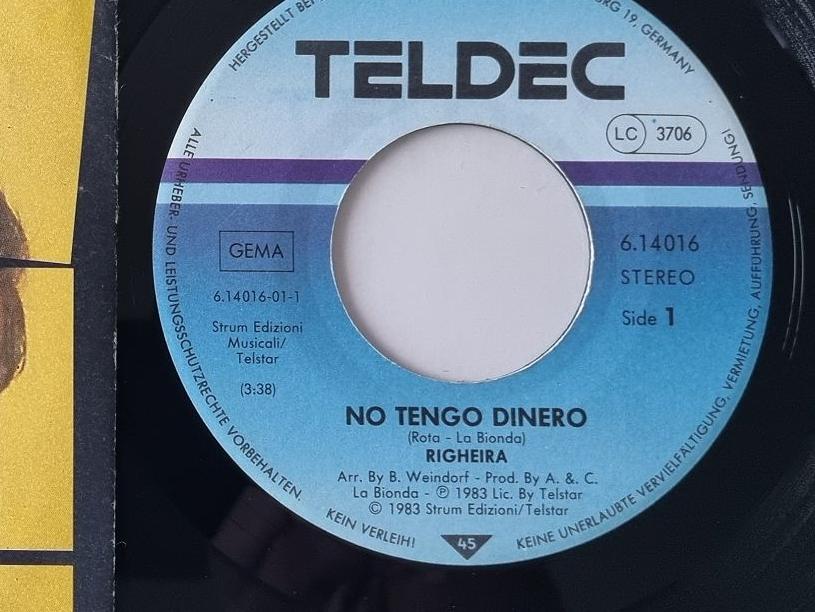 HERGESTELLT BEI
URG 19, GERMANY
TELDEC
LC 3706
GEMA
6.14016-01-1
Strum Edizioni
Musicali/
Telstar
(3:38)
6.14016
STEREO
Side 1
NO TENGO DINERO
(Rota - La Bionda)
RIGHEIRA
Arr. By B. Weindorf - Prod. By A. & C.
La Bionda - ℗ 1983 Lic. By Telstar
© 1983 Strum Edizioni/Telstar
45
ALLE URHEBER- UND LEISTUNGSSCHUTZRECHTE VORBEHALTEN.
KEIN VERLEIH!
KEINE UNERLAUBTE VERVIELFÄLTIGUNG, VERMIETUNG, AUFFÜHRUNG, SENDUNG!